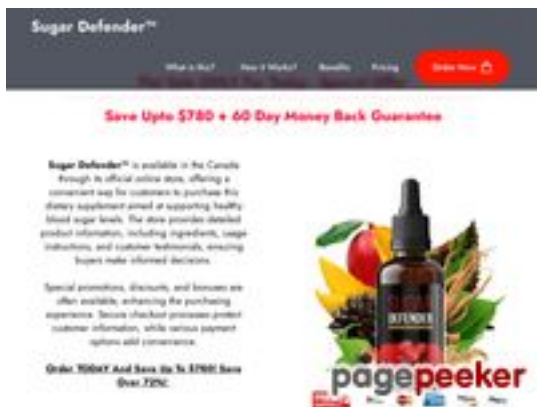 Sugar Defender™
What is this? How it Works? Benefits Pricing Order Now
Save Upto $780 + 60 Day Money Back Guarantee
Sugar Defender™ is available in the Canada
through its official online store, offering a
convenient way for customers to purchase this
dietary supplement aimed at supporting healthy
blood sugar levels. The store provides detailed
product information, including ingredients, usage
instructions, and customer testimonials, ensuring
buyers make informed decisions.
Special promotions, discounts, and bonuses are
often available, enhancing the purchasing
experience. Secure checkout processes protect
customer information, while various payment
options add convenience.
Order TODAY And Save Up To $780! Save
Over 72%!
DEFENDER
pagepeeker